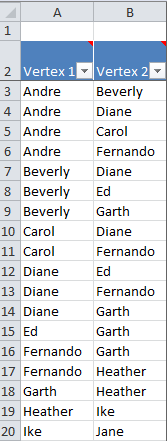 A B
1
2 Vertex 1 Vertex 2
3 Andre Beverly
4 Andre Diane
5 Andre Carol
6 Andre Fernando
7 Beverly Diane
8 Beverly Ed
9 Beverly Garth
10 Carol Diane
11 Carol Fernando
12 Diane Ed
13 Diane Fernando
14 Diane Garth
15 Ed Garth
16 Fernando Garth
17 Fernando Heather
18 Garth Heather
19 Heather Ike
20 Ike Jane